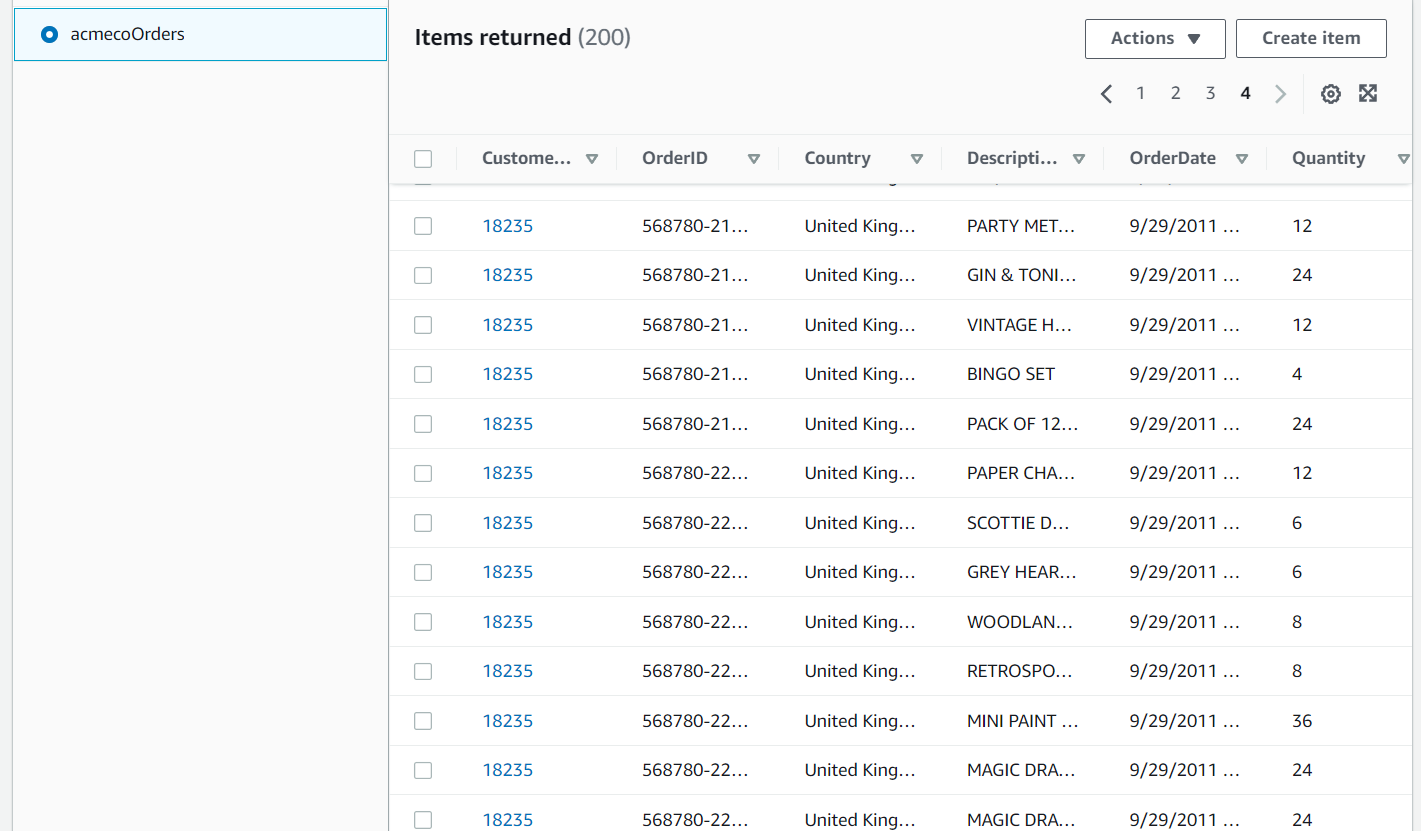 acmecoOrders
Items returned (200)
Actions
Create item
1 2 3 4
Custome... OrderID Country Descripti... OrderDate Quantity
18235 568780-21... United King... PARTY MET... 9/29/2011 ... 12
18235 568780-21... United King... GIN & TONI... 9/29/2011 ... 24
18235 568780-21... United King... VINTAGE H... 9/29/2011 ... 12
18235 568780-21... United King... BINGO SET 9/29/2011 ... 4
18235 568780-21... United King... PACK OF 12... 9/29/2011 ... 24
18235 568780-22... United King... PAPER CHA... 9/29/2011 ... 12
18235 568780-22... United King... SCOTTIE D... 9/29/2011 ... 6
18235 568780-22... United King... GREY HEAR... 9/29/2011 ... 6
18235 568780-22... United King... WOODLAN... 9/29/2011 ... 8
18235 568780-22... United King... RETROSPO... 9/29/2011 ... 8
18235 568780-22... United King... MINI PAINT ... 9/29/2011 ... 36
18235 568780-22... United King... MAGIC DRA... 9/29/2011 ... 24
18235 568780-22... United King... MAGIC DRA... 9/29/2011 ... 24